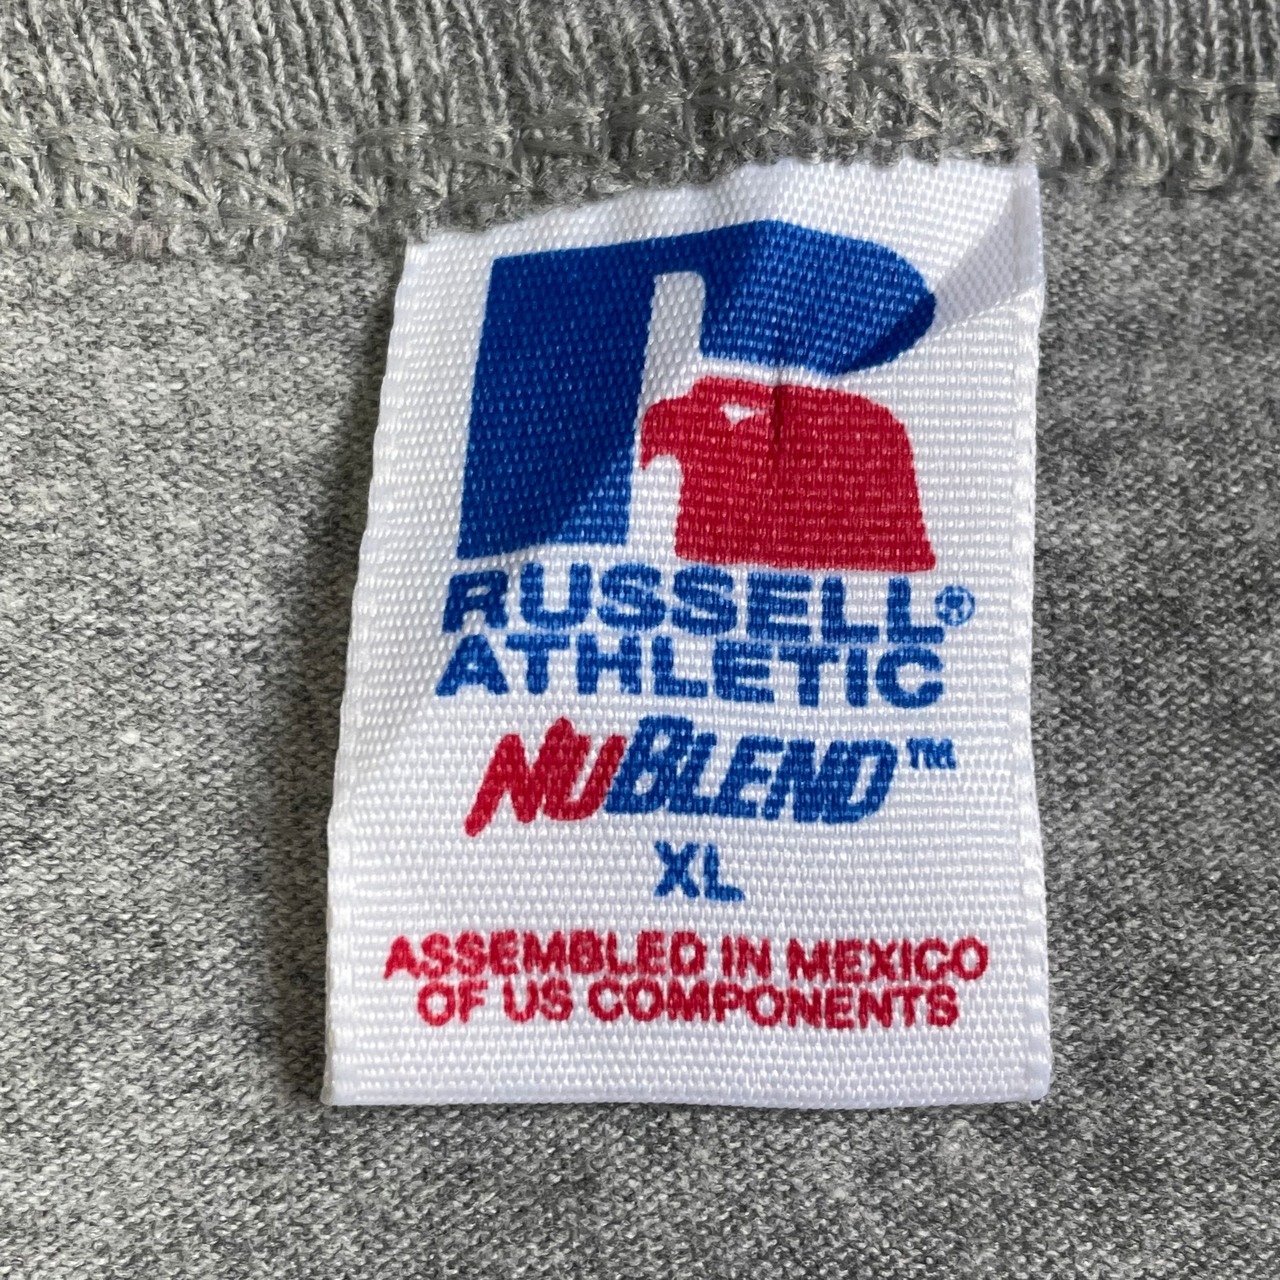 RUSSELL®
ATHLETIC
NUBLEND™
XL
ASSEMBLED IN MEXICO
OF US COMPONENTS